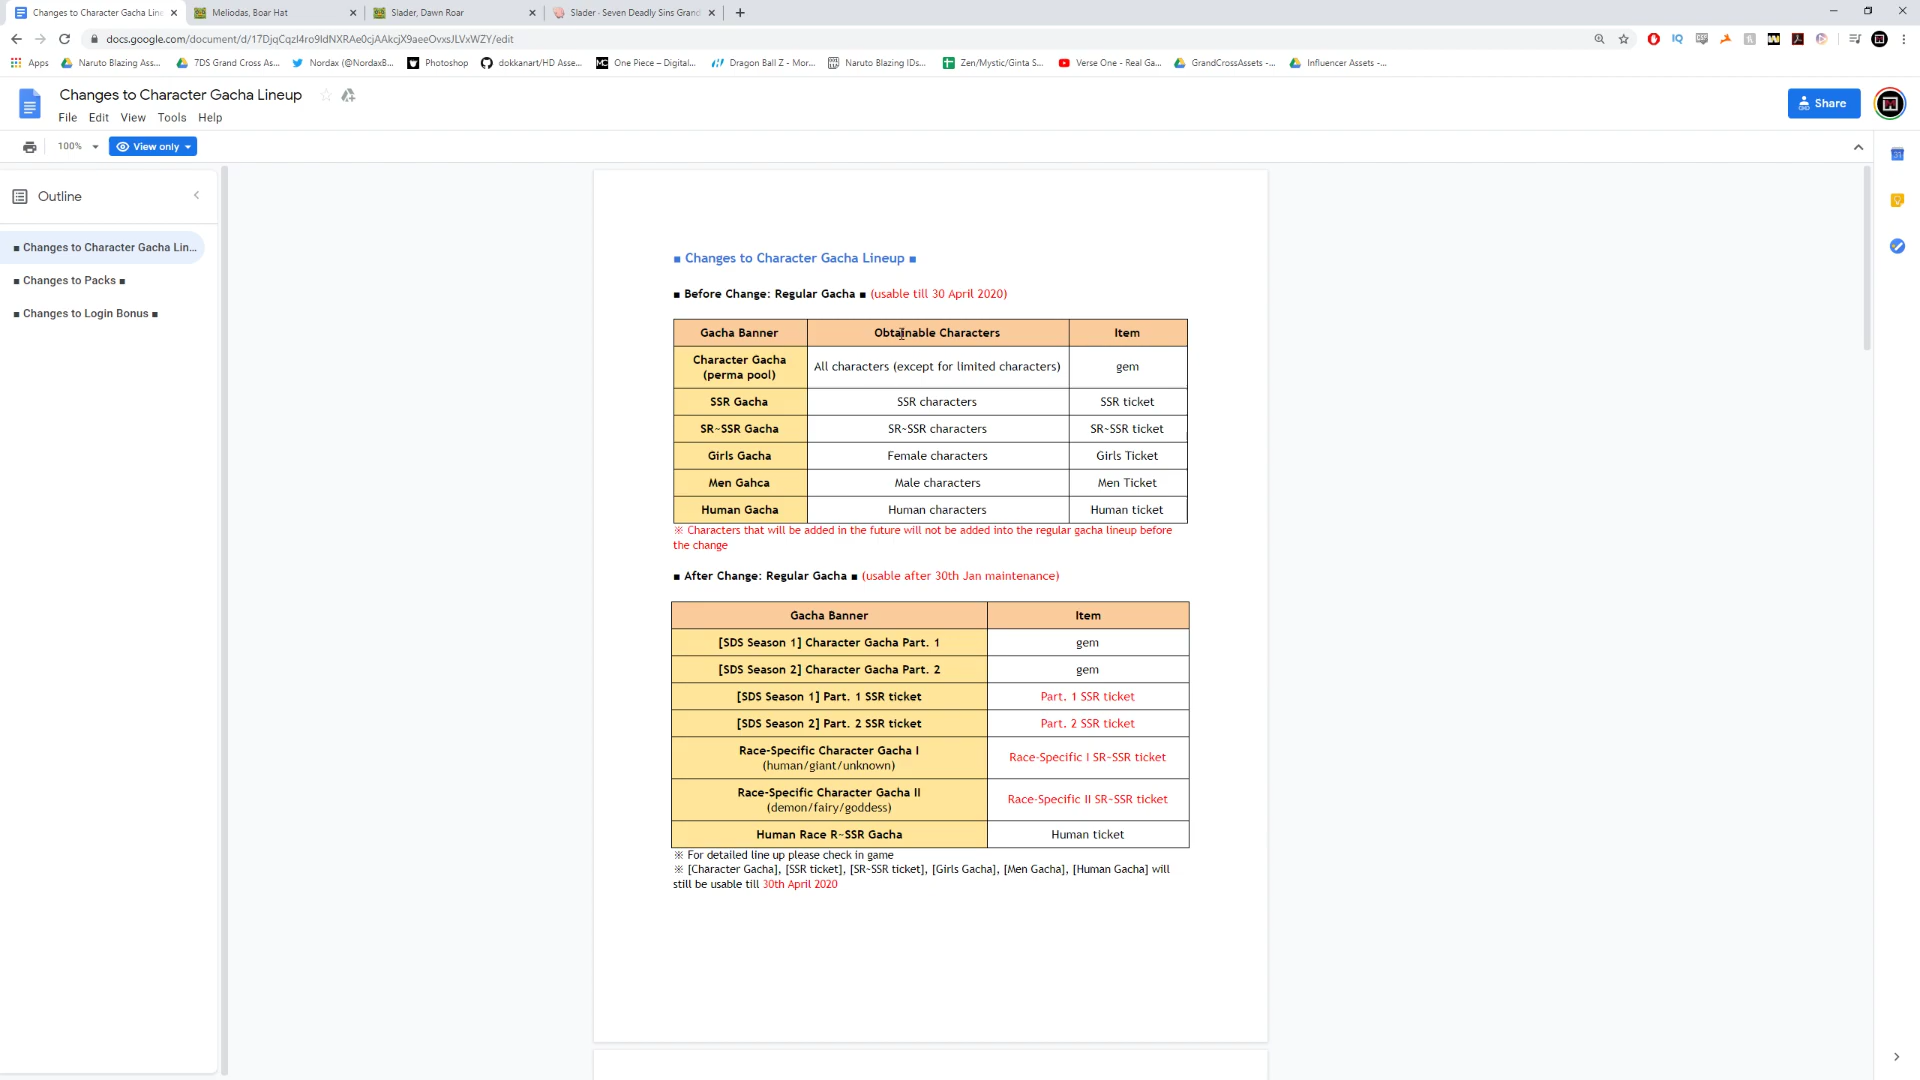 Changes to Character Gacha Line
Meliodas, Boar Hat
Slader, Dawn Roar
Slader - Seven Deadly Sins Grand
docs.google.com/document/d/17DjqCqzI4ro9IdNXRAe0cjAAkcjX9aeeOvxsJLVxWZY/edit
Apps
Naruto Blazing Ass...
7DS Grand Cross As...
Nordax (@NordaxB...
Photoshop
dokkanart/HD Asse...
One Piece – Digital...
Dragon Ball Z - Mor...
Naruto Blazing IDs...
Zen/Mystic/Ginta S...
Verse One - Real Ga...
GrandCrossAssets -...
Influencer Assets -...
Changes to Character Gacha Lineup
File Edit View Tools Help
Share
100%
View only
Outline
■ Changes to Character Gacha Lin...
■ Changes to Packs ■
■ Changes to Login Bonus ■
■ Changes to Character Gacha Lineup ■
■ Before Change: Regular Gacha ■ (usable till 30 April 2020)
Gacha Banner Obtainable Characters Item
Character Gacha
(perma pool) All characters (except for limited characters) gem
SSR Gacha SSR characters SSR ticket
SR~SSR Gacha SR~SSR characters SR~SSR ticket
Girls Gacha Female characters Girls Ticket
Men Gahca Male characters Men Ticket
Human Gacha Human characters Human ticket
※ Characters that will be added in the future will not be added into the regular gacha lineup before
the change
■ After Change: Regular Gacha ■ (usable after 30th Jan maintenance)
Gacha Banner Item
[SDS Season 1] Character Gacha Part. 1 gem
[SDS Season 2] Character Gacha Part. 2 gem
[SDS Season 1] Part. 1 SSR ticket Part. 1 SSR ticket
[SDS Season 2] Part. 2 SSR ticket Part. 2 SSR ticket
Race-Specific Character Gacha I
(human/giant/unknown) Race-Specific I SR~SSR ticket
Race-Specific Character Gacha II
(demon/fairy/goddess) Race-Specific II SR~SSR ticket
Human Race R~SSR Gacha Human ticket
※ For detailed line up please check in game
※ [Character Gacha], [SSR ticket], [SR~SSR ticket], [Girls Gacha], [Men Gacha], [Human Gacha] will
still be usable till 30th April 2020